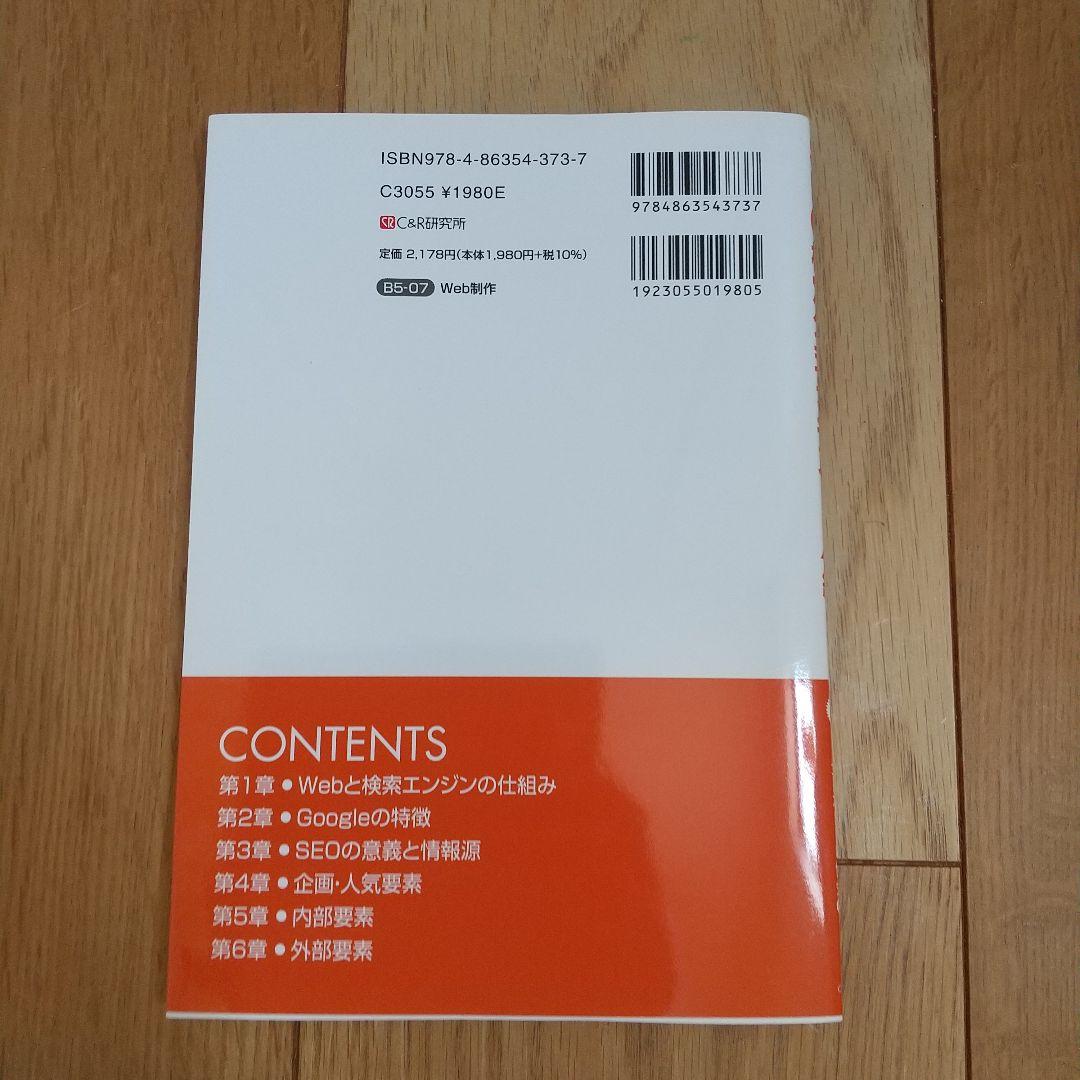 ISBN978-4-86354-373-7
C3055 ¥1980E
C&R研究所
定価 2,178円(本体1,980円+税10%)
B5-07 Web制作
9784863543737
1923055019805
CONTENTS
第1章 ● Webと検索エンジンの仕組み
第2章 ● Googleの特徴
第3章 ● SEOの意義と情報源
第4章 ● 企画・人気要素
第5章 ● 内部要素
第6章 ● 外部要素